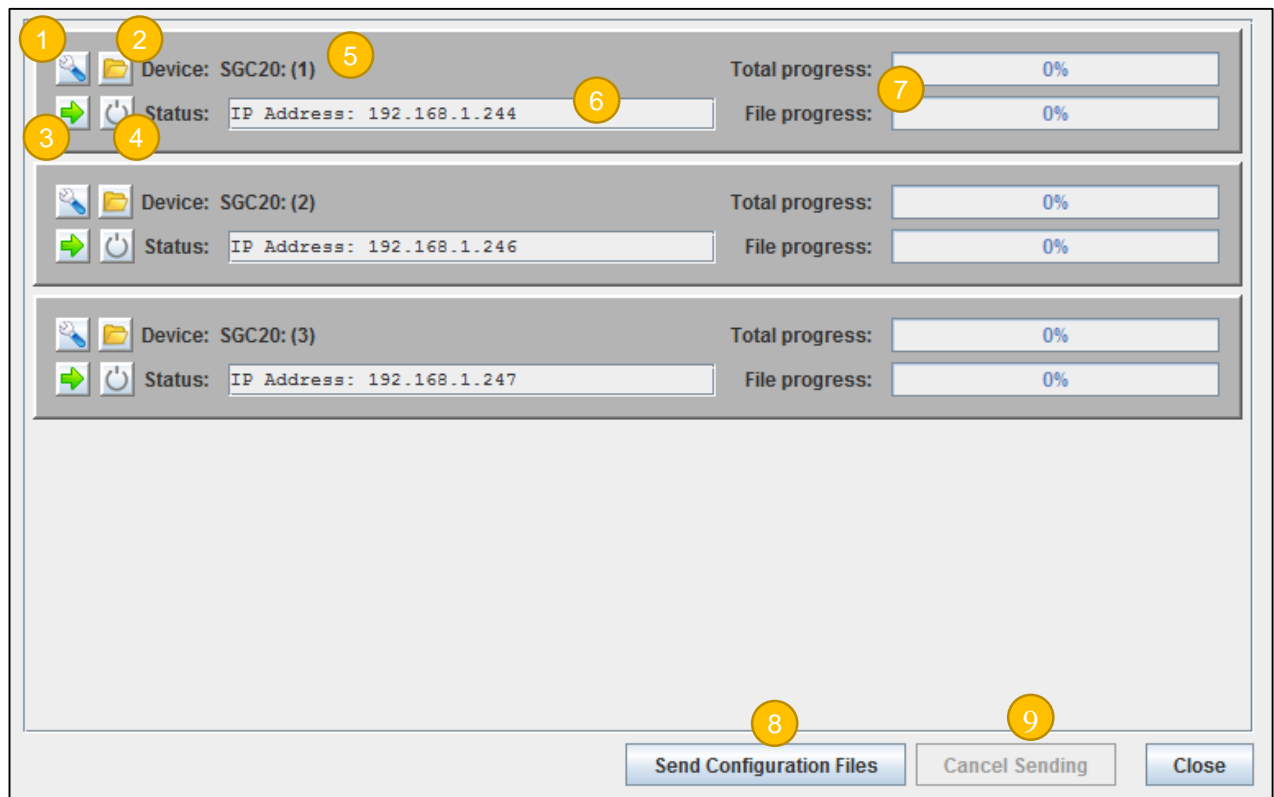 1 2 5
Device: SGC20: (1) Total progress: 0%
6 7
Status: IP Address: 192.168.1.244 File progress: 0%
3 4
Device: SGC20: (2) Total progress: 0%
Status: IP Address: 192.168.1.246 File progress: 0%
Device: SGC20: (3) Total progress: 0%
Status: IP Address: 192.168.1.247 File progress: 0%
8 9
Send Configuration Files Cancel Sending Close